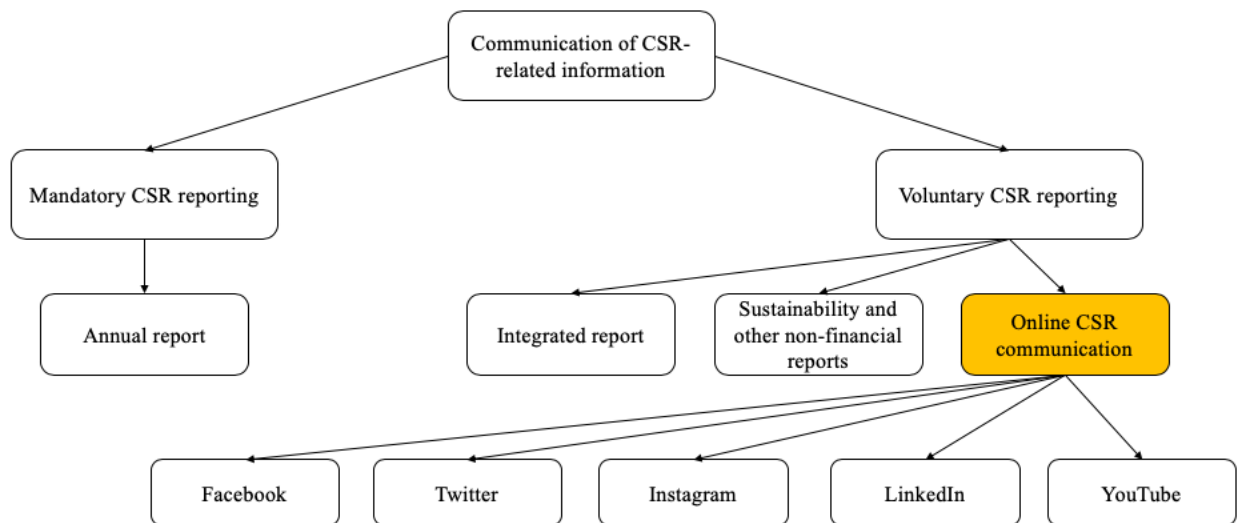 Communication of CSR-
related information
Mandatory CSR reporting
Voluntary CSR reporting
Annual report
Integrated report
Sustainability and
other non-financial
reports
Online CSR
communication
Facebook
Twitter
Instagram
LinkedIn
YouTube